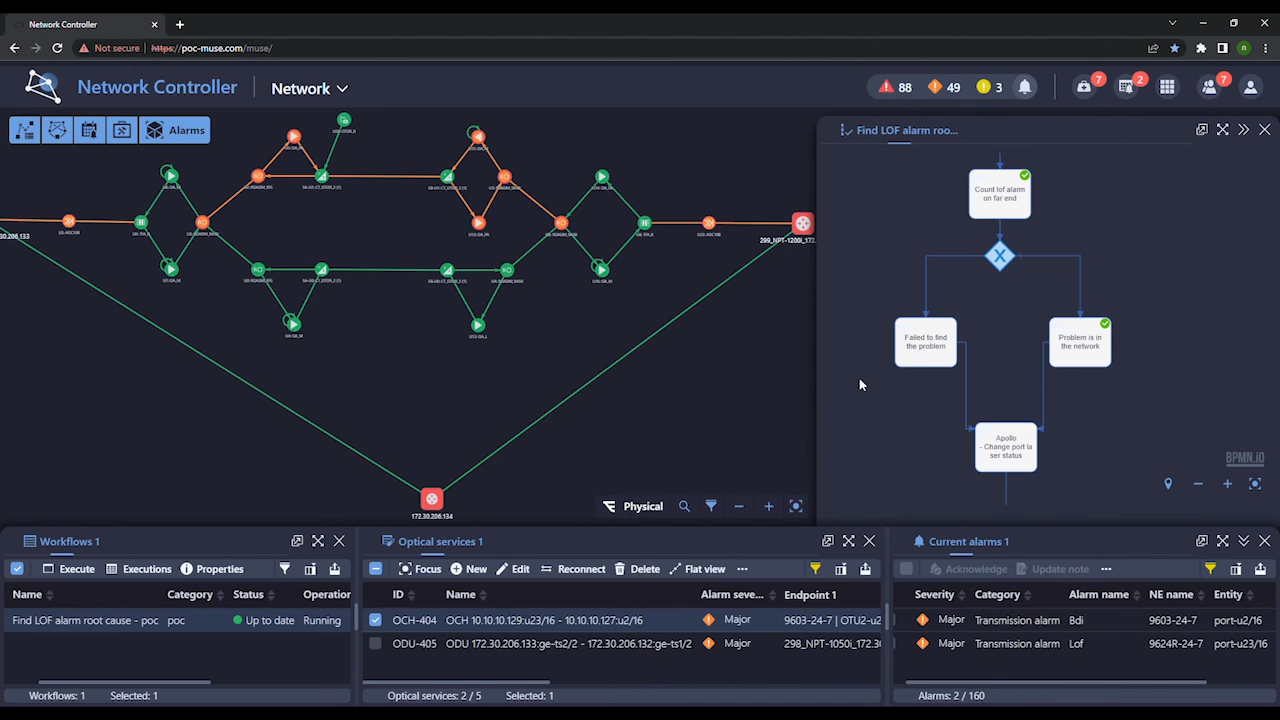 Network Controller
Not secure
https://poc-muse.com/muse/
n
Network Controller
Network
88
49
3
7
2
7
Alarms
Find LOF alarm roo...
Count lof alarm
on far end
X
Failed to find
the problem
Problem is in
the network
Apollo
- Change port la
ser status
BPMN.iO
206.133
299_NPT-1200i_172.
172.30.206.134
Physical
Workflows 1
Execute
Executions
Properties
Name
Category
Status
Operation
Find LOF alarm root cause - poc
poc
Up to date
Running
Workflows: 1
Selected: 1
Optical services 1
Focus
New
Edit
Reconnect
Delete
Flat view
ID
Name
Alarm seve...
Endpoint 1
OCH-404
OCH 10.10.10.129:u23/16 - 10.10.10.127:u2/16
Major
9603-24-7 | OTU2-u2
ODU-405
ODU 172.30.206.133:ge-ts2/2 - 172.30.206.132:ge-ts1/2
Major
298_NPT-1050i_172.30
Optical services: 2 / 5
Selected: 1
Current alarms 1
Acknowledge
Update note
Severity
Category
Alarm name
NE name
Entity
Major
Transmission alarm
Bdi
9603-24-7
port-u2/16
Major
Transmission alarm
Lof
9624R-24-7
port-u23/16
Alarms: 2 / 160